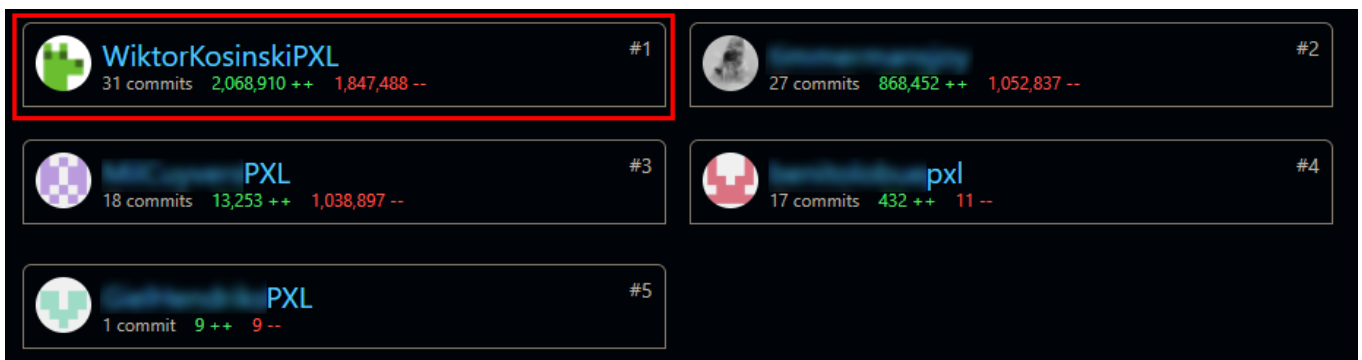 WiktorKosinskiPXL #1
31 commits 2,068,910 ++ 1,847,488 --
#2
27 commits 868,452 ++ 1,052,837 --
PXL #3
18 commits 13,253 ++ 1,038,897 --
pxl #4
17 commits 432 ++ 11 --
PXL #5
1 commit 9 ++ 9 --